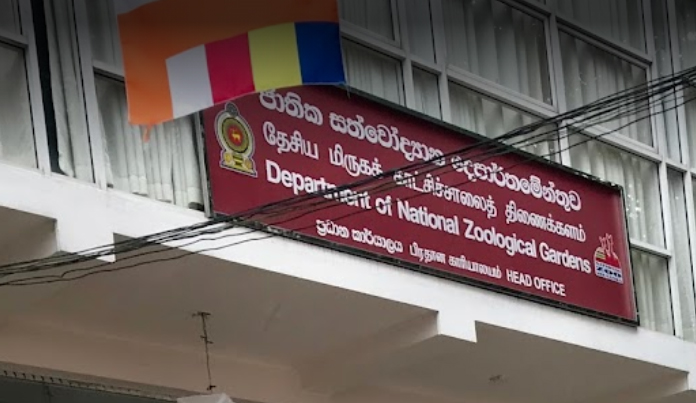 ජාතික සත්වෝද්‍යාන දෙපාර්තමේන්තුව
தேசிய மிருகக் காட்சிச்சாலைத் திணைக்களம்
Department of National Zoological Gardens
ප්‍රධාන කාර්යාලය பிரதான காரியாலயம் HEAD OFFICE